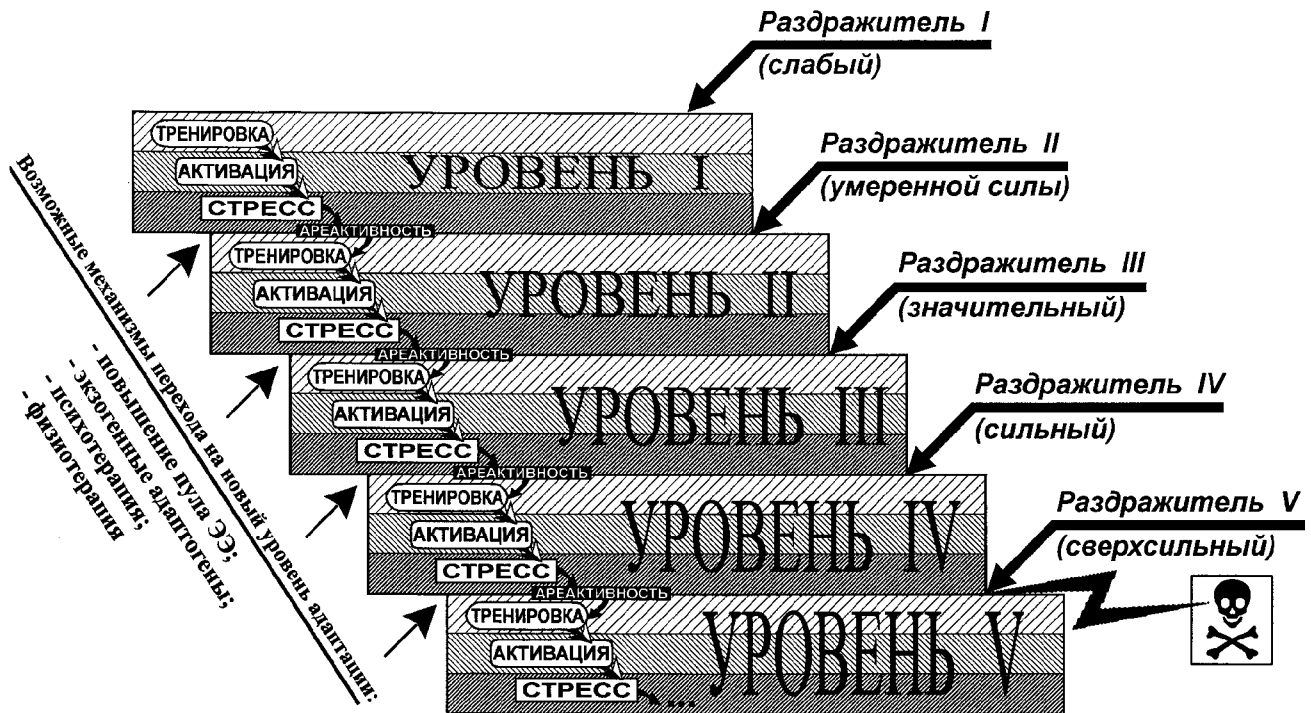 Раздражитель I
(слабый)
ТРЕНИРОВКА
АКТИВАЦИЯ
СТРЕСС
УРОВЕНЬ I
АРЕАКТИВНОСТЬ
Раздражитель II
(умеренной силы)
ТРЕНИРОВКА
АКТИВАЦИЯ
СТРЕСС
УРОВЕНЬ II
АРЕАКТИВНОСТЬ
Раздражитель III
(значительный)
ТРЕНИРОВКА
АКТИВАЦИЯ
СТРЕСС
УРОВЕНЬ III
АРЕАКТИВНОСТЬ
Раздражитель IV
(сильный)
ТРЕНИРОВКА
АКТИВАЦИЯ
СТРЕСС
УРОВЕНЬ IV
АРЕАКТИВНОСТЬ
Раздражитель V
(сверхсильный)
ТРЕНИРОВКА
АКТИВАЦИЯ
СТРЕСС
...
УРОВЕНЬ V
Возможные механизмы перехода на новый уровень адаптации:
- повышение пула ЭЭ;
- экзогенные адаптогены;
- психотерапия;
- физиотерапия